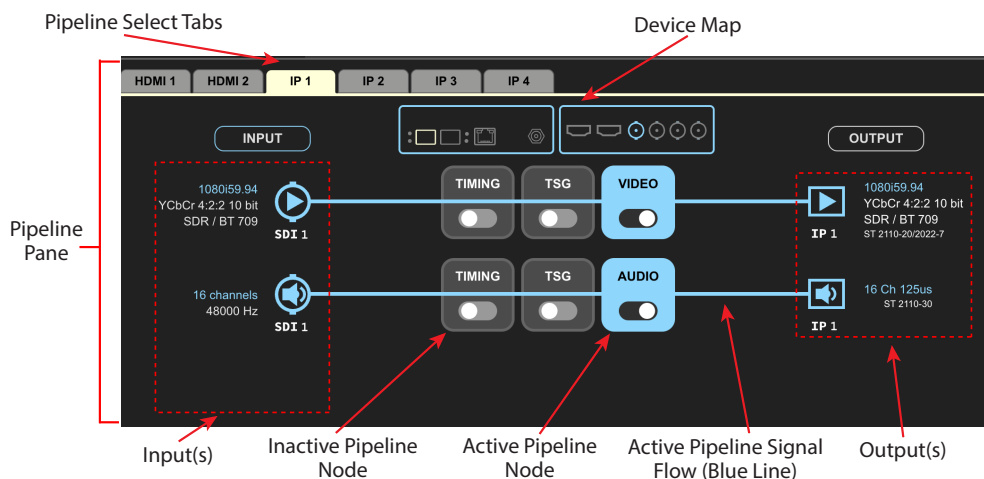 Pipeline Select Tabs
Device Map
HDMI 1
HDMI 2
IP 1
IP 2
IP 3
IP 4
INPUT
OUTPUT
Pipeline
Pane
1080i59.94
YCbCr 4:2:2 10 bit
SDR / BT 709
SDI 1
TIMING
TSG
VIDEO
IP 1
1080i59.94
YCbCr 4:2:2 10 bit
SDR / BT 709
ST 2110-20/2022-7
16 channels
48000 Hz
SDI 1
TIMING
TSG
AUDIO
IP 1
16 Ch 125us
ST 2110-30
Input(s)
Inactive Pipeline
Node
Active Pipeline
Node
Active Pipeline Signal
Flow (Blue Line)
Output(s)